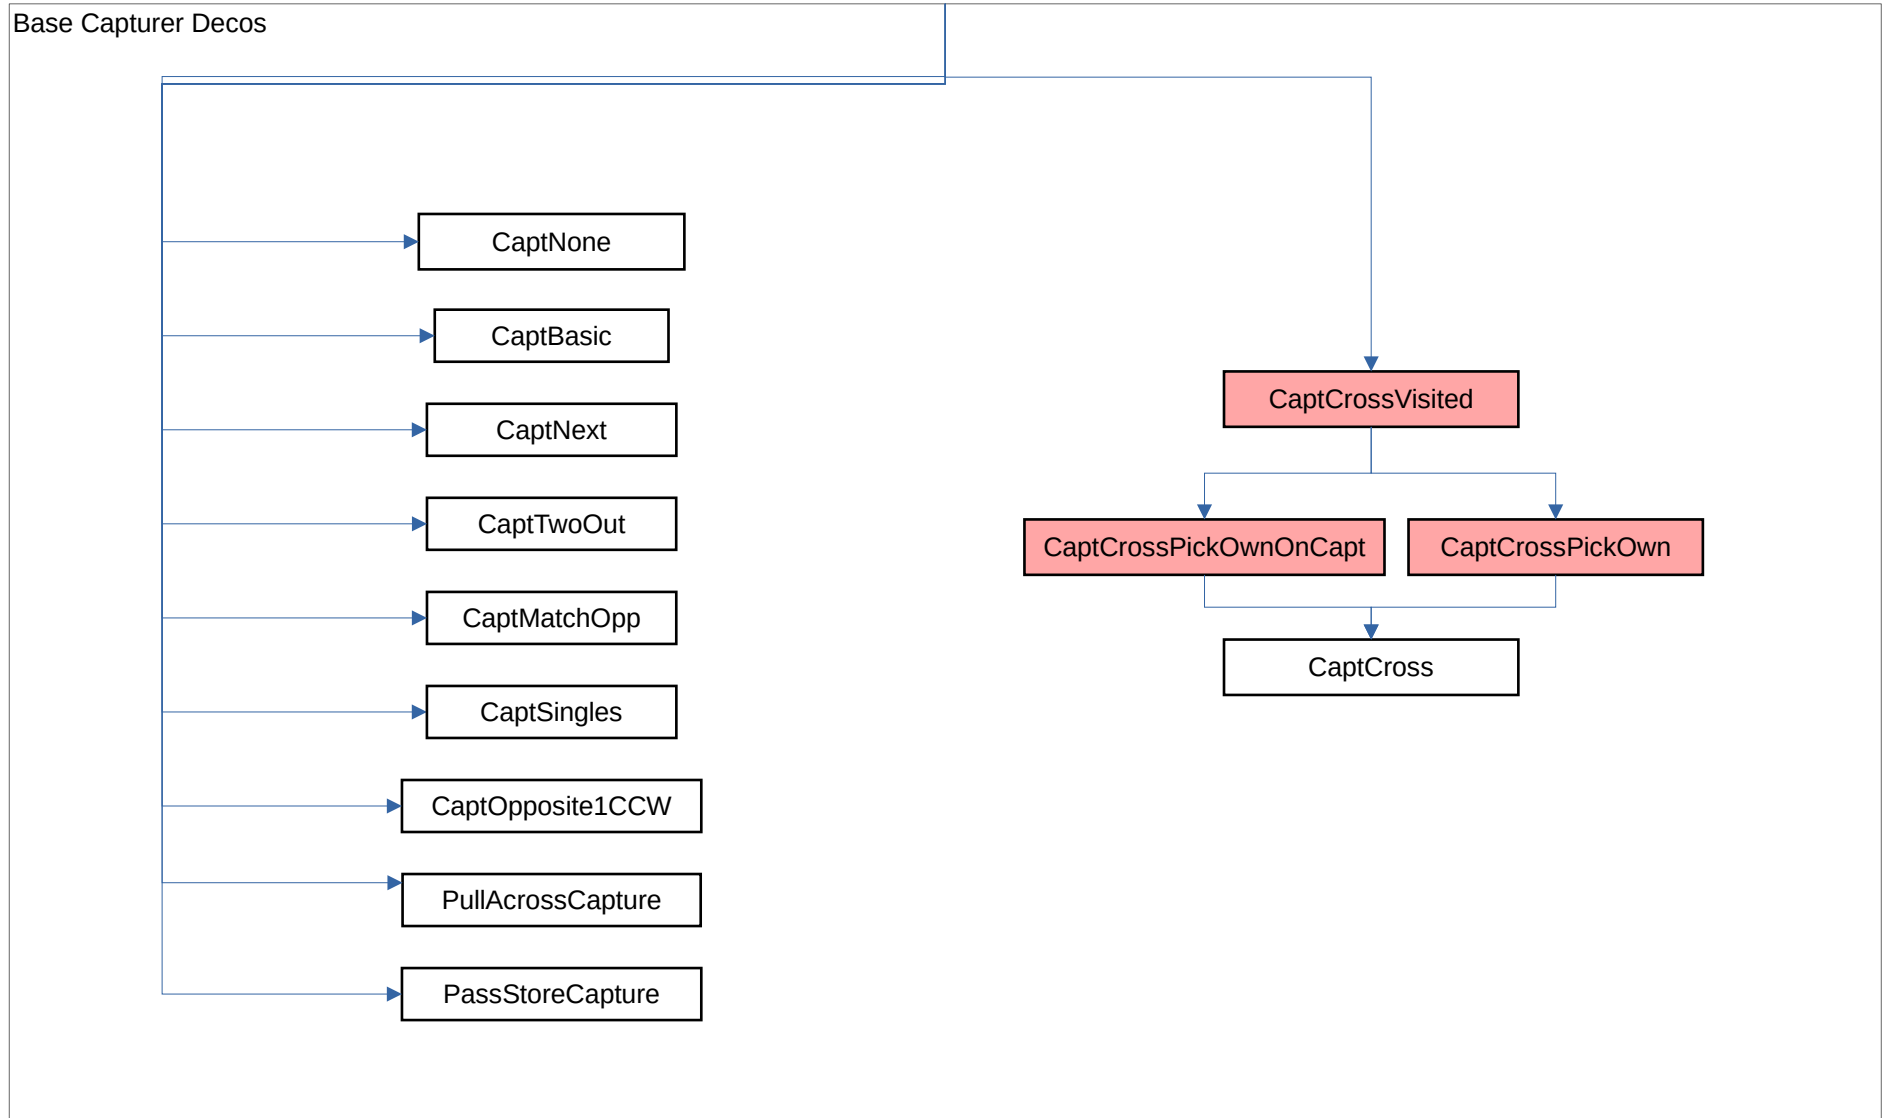 Base Capturer Decos
CaptNone
CaptBasic
CaptNext
CaptTwoOut
CaptMatchOpp
CaptSingles
CaptOpposite1CCW
PullAcrossCapture
PassStoreCapture
CaptCrossVisited
CaptCrossPickOwnOnCapt
CaptCrossPickOwn
CaptCross